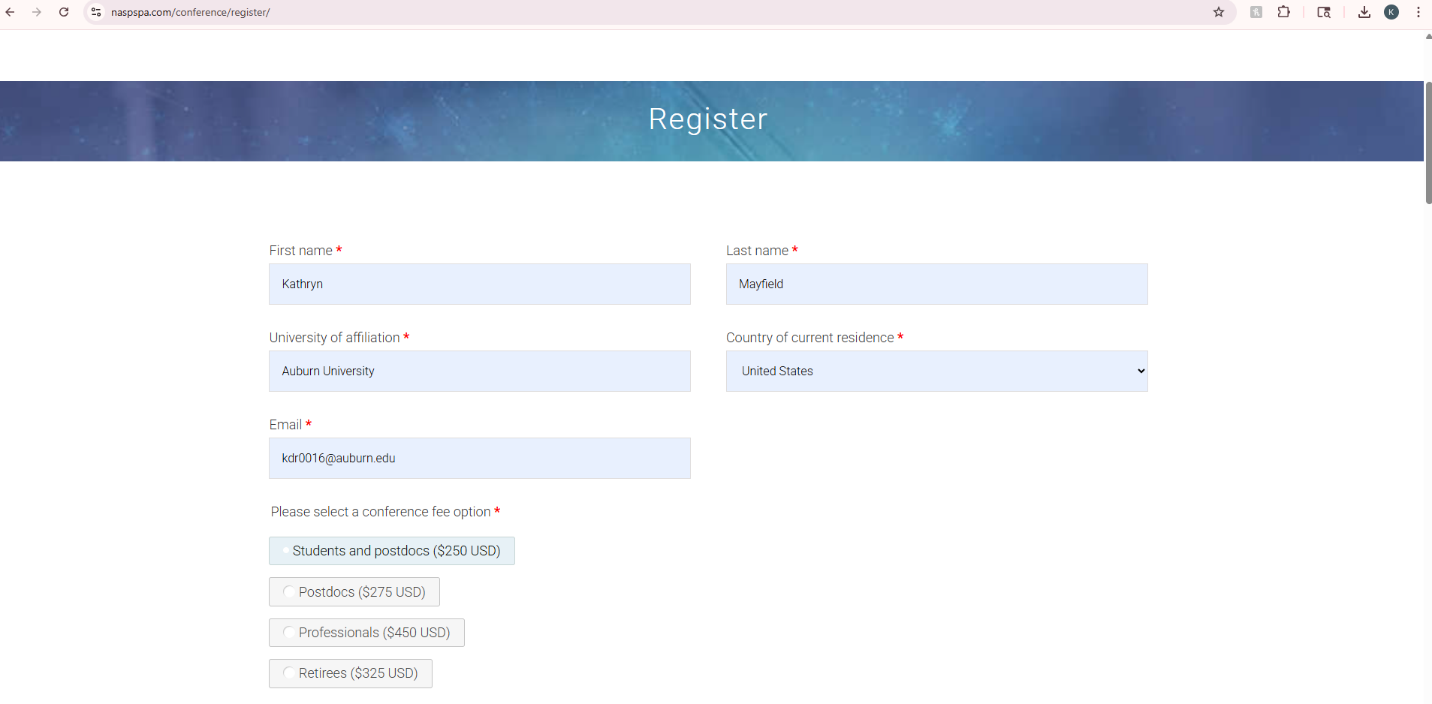 naspspa.com/conference/register/
K
Register
First name *
Last name *
Kathryn
Mayfield
University of affiliation *
Country of current residence *
Auburn University
United States
Email *
kdr0016@auburn.edu
Please select a conference fee option *
Students and postdocs ($250 USD)
Postdocs ($275 USD)
Professionals ($450 USD)
Retirees ($325 USD)